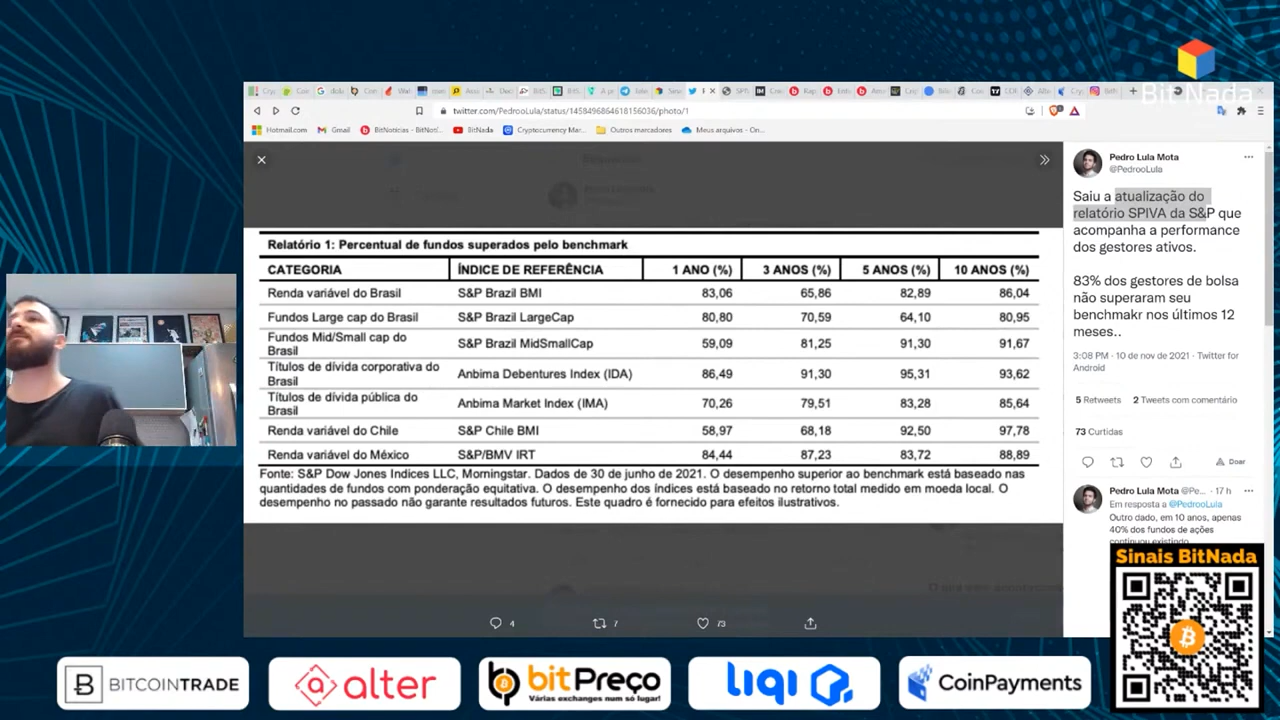 Bit Nada
twitter.com/PedrooLula/status/1458496864618156036/photo/1
Hotmail.com
Gmail
BitNotícias - BitNotí...
BitNada
Cryptocurrency Mar...
Outros marcadores
Meus arquivos - On...
Relatório 1: Percentual de fundos superados pelo benchmark
CATEGORIA ÍNDICE DE REFERÊNCIA 1 ANO (%) 3 ANOS (%) 5 ANOS (%) 10 ANOS (%)
Renda variável do Brasil S&P Brazil BMI 83,06 65,86 82,89 86,04
Fundos Large cap do Brasil S&P Brazil LargeCap 80,80 70,59 64,10 80,95
Fundos Mid/Small cap do
Brasil S&P Brazil MidSmallCap 59,09 81,25 91,30 91,67
Títulos de dívida corporativa do
Brasil Anbima Debentures Index (IDA) 86,49 91,30 95,31 93,62
Títulos de dívida pública do
Brasil Anbima Market Index (IMA) 70,26 79,51 83,28 85,64
Renda variável do Chile S&P Chile BMI 58,97 68,18 92,50 97,78
Renda variável do México S&P/BMV IRT 84,44 87,23 83,72 88,89
Fonte: S&P Dow Jones Indices LLC, Morningstar. Dados de 30 de junho de 2021. O desempenho superior ao benchmark está baseado nas
quantidades de fundos com ponderação equitativa. O desempenho dos índices está baseado no retorno total medido em moeda local. O
desempenho no passado não garante resultados futuros. Este quadro é fornecido para efeitos ilustrativos.
4
7
73
Pedro Lula Mota
@PedrooLula
Saiu a atualização do
relatório SPIVA da S&P que
acompanha a performance
dos gestores ativos.
83% dos gestores de bolsa
não superaram seu
benchmakr nos últimos 12
meses..
3:08 PM · 10 de nov de 2021 · Twitter for
Android
5 Retweets 2 Tweets com comentário
73 Curtidas
Doar
Pedro Lula Mota @Pe... · 17 h
Em resposta a @PedrooLula
Outro dado, em 10 anos, apenas
40% dos fundos de ações
continuou existindo
Sinais BitNada
BITCOINTRADE
alter
bitPreço
Várias exchanges num só lugar!
liqi
CoinPayments